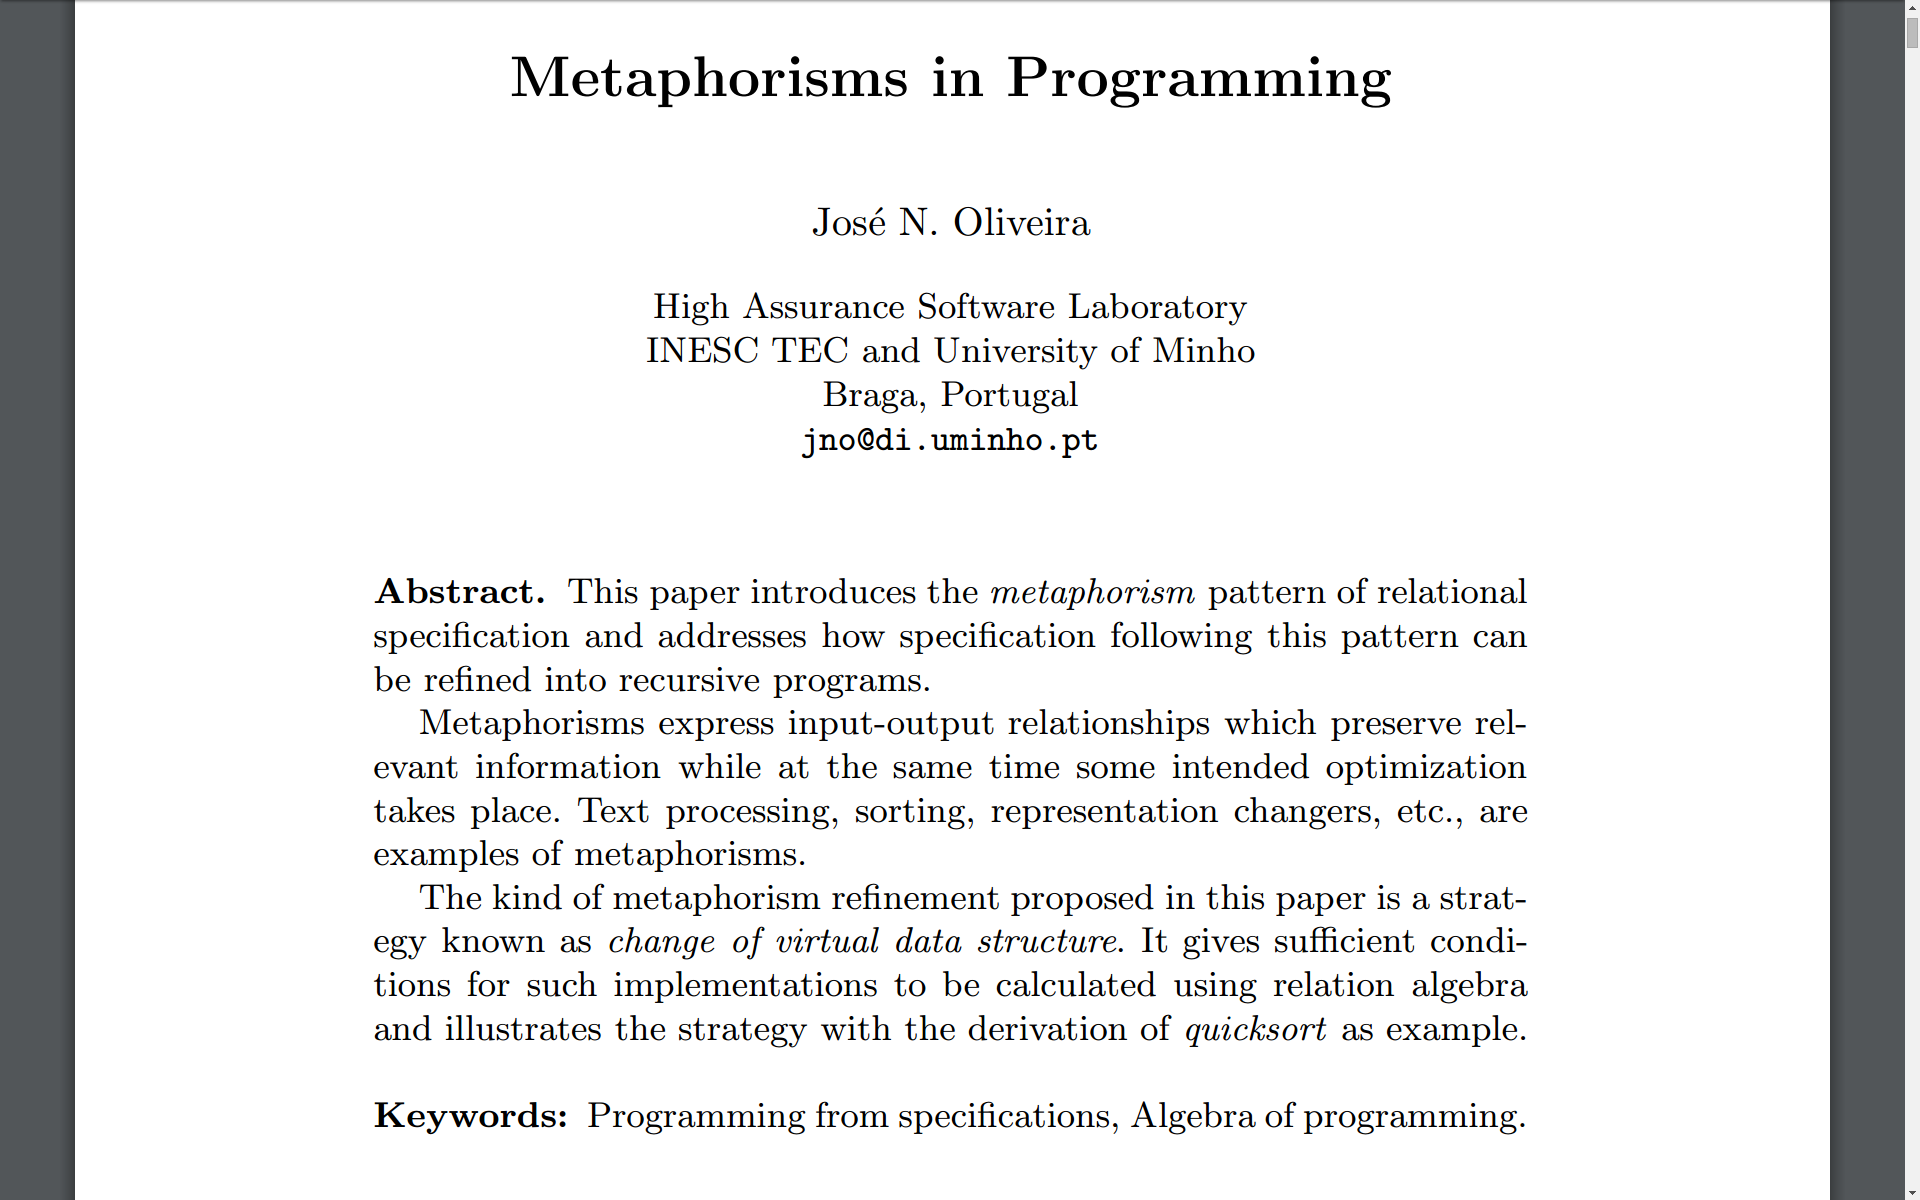 Metaphorisms in Programming
José N. Oliveira
High Assurance Software Laboratory
INESC TEC and University of Minho
Braga, Portugal
jno@di.uminho.pt
Abstract. This paper introduces the metaphorism pattern of relational
specification and addresses how specification following this pattern can
be refined into recursive programs.
Metaphorisms express input-output relationships which preserve rel-
evant information while at the same time some intended optimization
takes place. Text processing, sorting, representation changers, etc., are
examples of metaphorisms.
The kind of metaphorism refinement proposed in this paper is a strat-
egy known as change of virtual data structure. It gives sufficient condi-
tions for such implementations to be calculated using relation algebra
and illustrates the strategy with the derivation of quicksort as example.
Keywords: Programming from specifications, Algebra of programming.